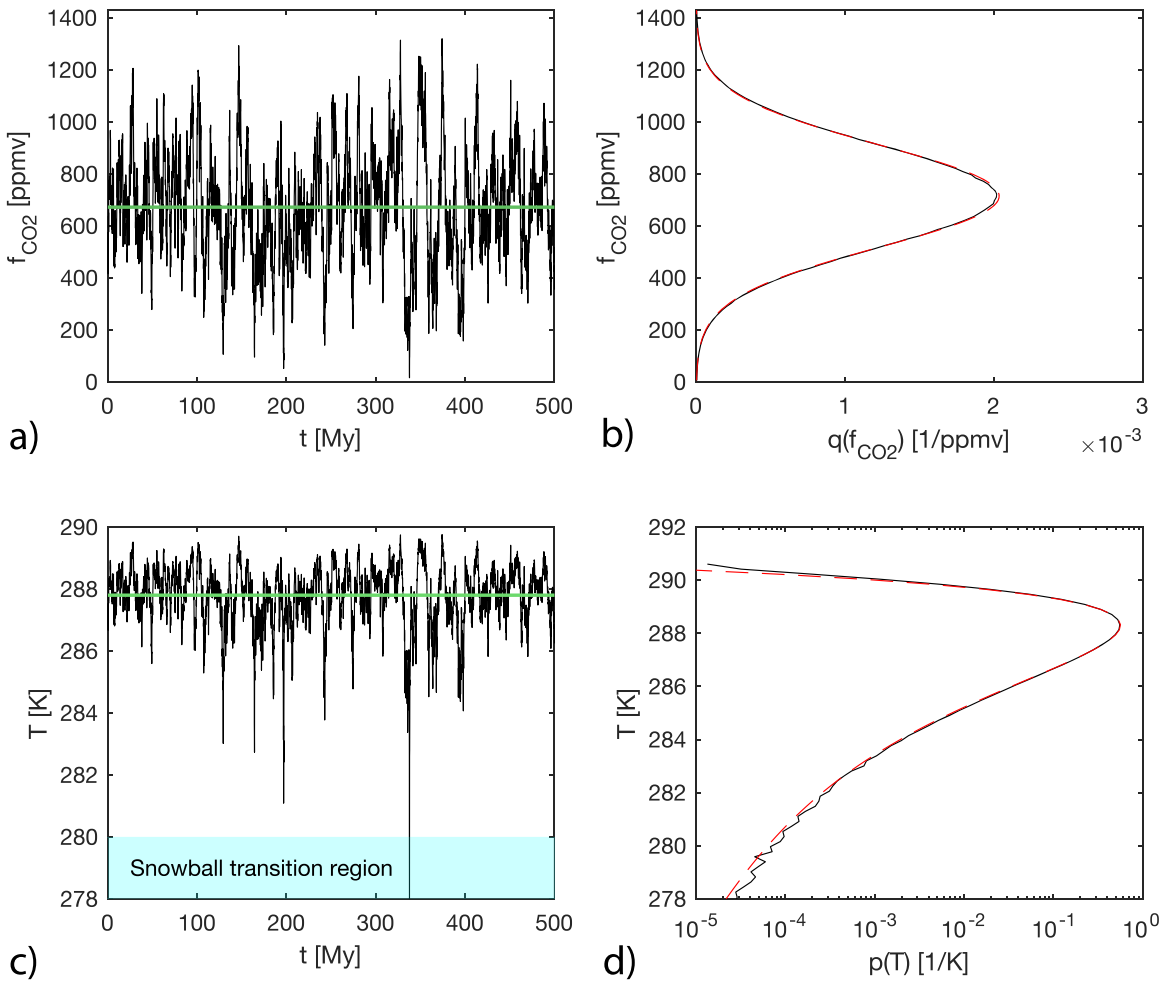 1400
1200
1000
800
600
400
200
0
f_CO2 [ppmv]
0 100 200 300 400 500
t [My]
a)
1400
1200
1000
800
600
400
200
0
f_CO2 [ppmv]
0 1 2 3
q(f_CO2) [1/ppmv]
×10^-3
b)
290
288
286
284
282
280
278
T [K]
Snowball transition region
0 100 200 300 400 500
t [My]
c)
292
290
288
286
284
282
280
278
T [K]
10^-5 10^-4 10^-3 10^-2 10^-1 10^0
p(T) [1/K]
d)